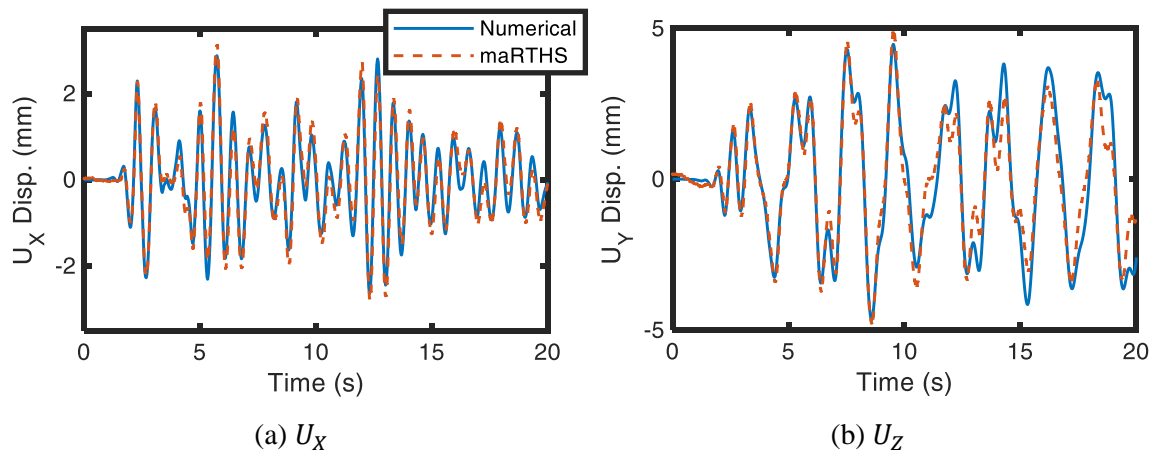 Numerical
maRTHS
U_X Disp. (mm)
2
0
-2
0 5 10 15 20
Time (s)
(a) U_X
U_Y Disp. (mm)
5
0
-5
0 5 10 15 20
Time (s)
(b) U_Z